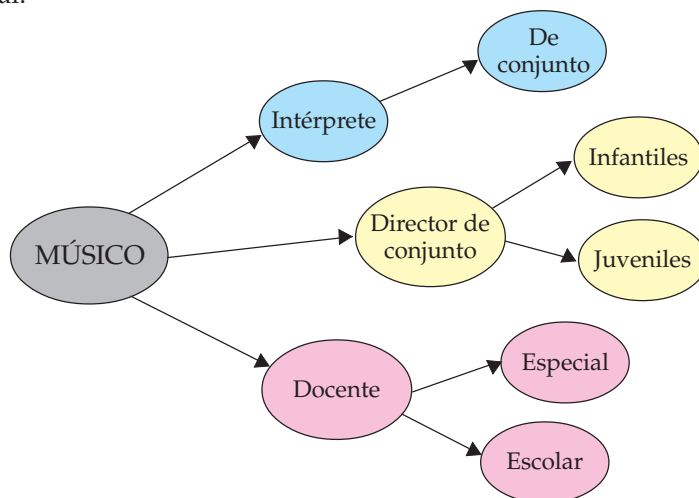 De
conjunto
Intérprete
Infantiles
Director de
conjunto
MÚSICO
Juveniles
Especial
Docente
Escolar